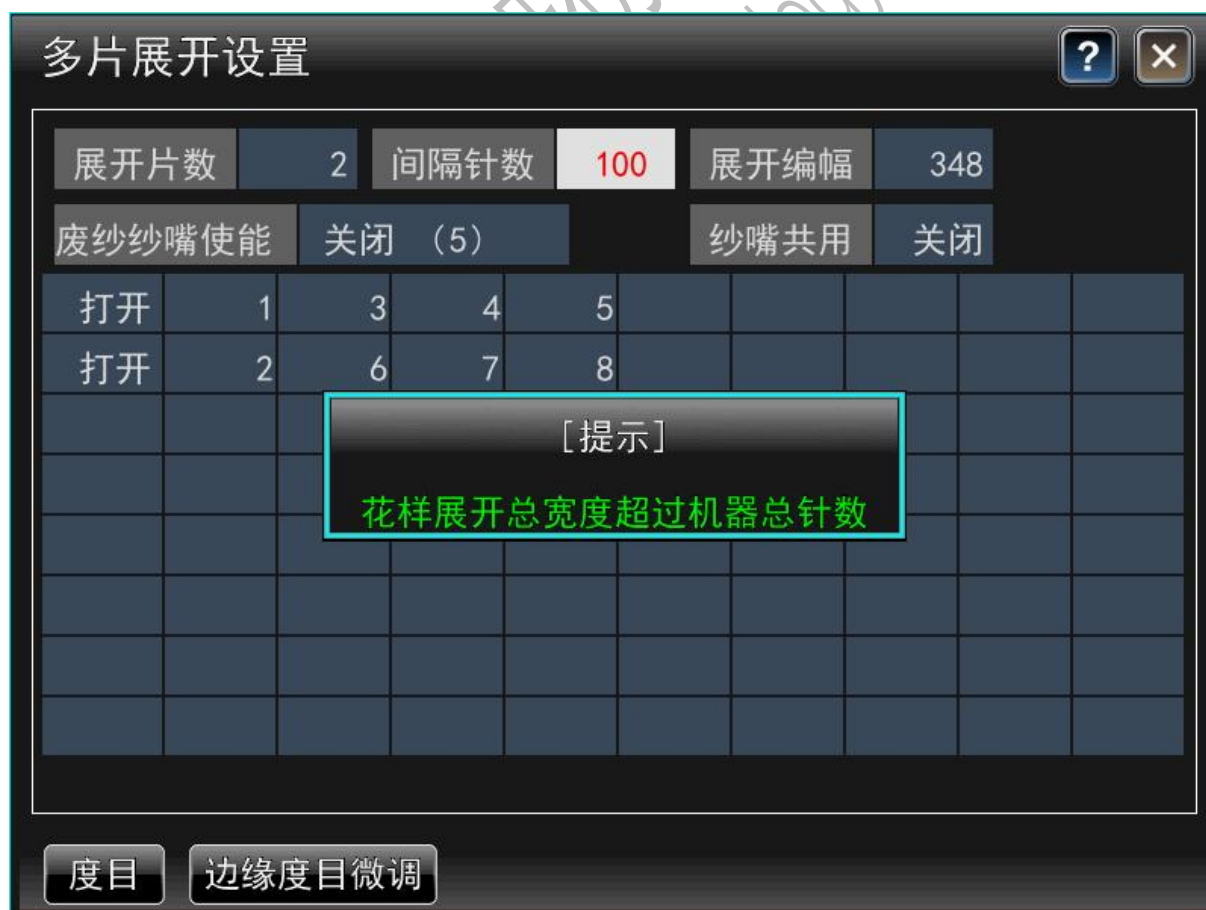 多片展开设置 ? ×
展开片数 2 间隔针数 100 展开编幅 348
废纱纱嘴使能 关闭 (5) 纱嘴共用 关闭
打开 1 3 4 5
打开 2 6 7 8
[提示]
花样展开总宽度超过机器总针数
度目 边缘度目微调